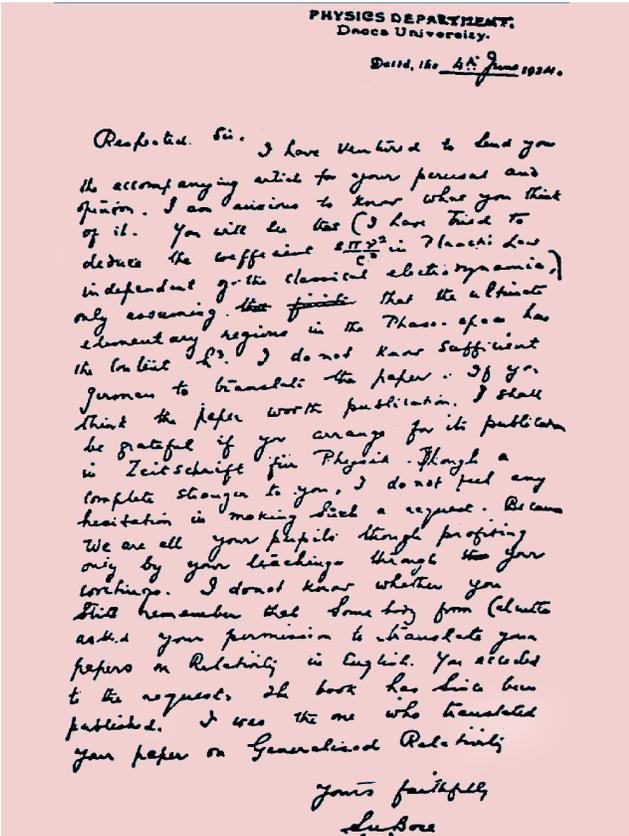 PHYSICS DEPARTMENT.
Dacca University.
Dated, the 4th June 1924.
Respected Sir. I have ventured to send you
the accompanying article for your perusal and
opinion. I am anxious to know what you think
of it. You will see that (I have tried to
deduce the coefficient 8πν²/c³ in Planck's Law
independent of the classical electrodynamics)
only assuming that the ultimate
elementary regions in the Phase-space has
the content h³. I do not know sufficient
german to translate the paper. If you
think the paper worth publication. I shall
be grateful if you arrange for its publication
in Zeitschrift für Physik. Though a
complete stranger to you, I do not feel any
hesitation in making such a request. Because
We are all your pupils though profiting
only by your teachings through your
writings. I donot know whether you
still remember that Somebody from Calcutta
asked your permission to translate your
papers on Relativity in English. You acceded
to the request. The book has since been
published. I was the one who translated
your paper on Generalised Relativity
Yours faithfully
SnBose